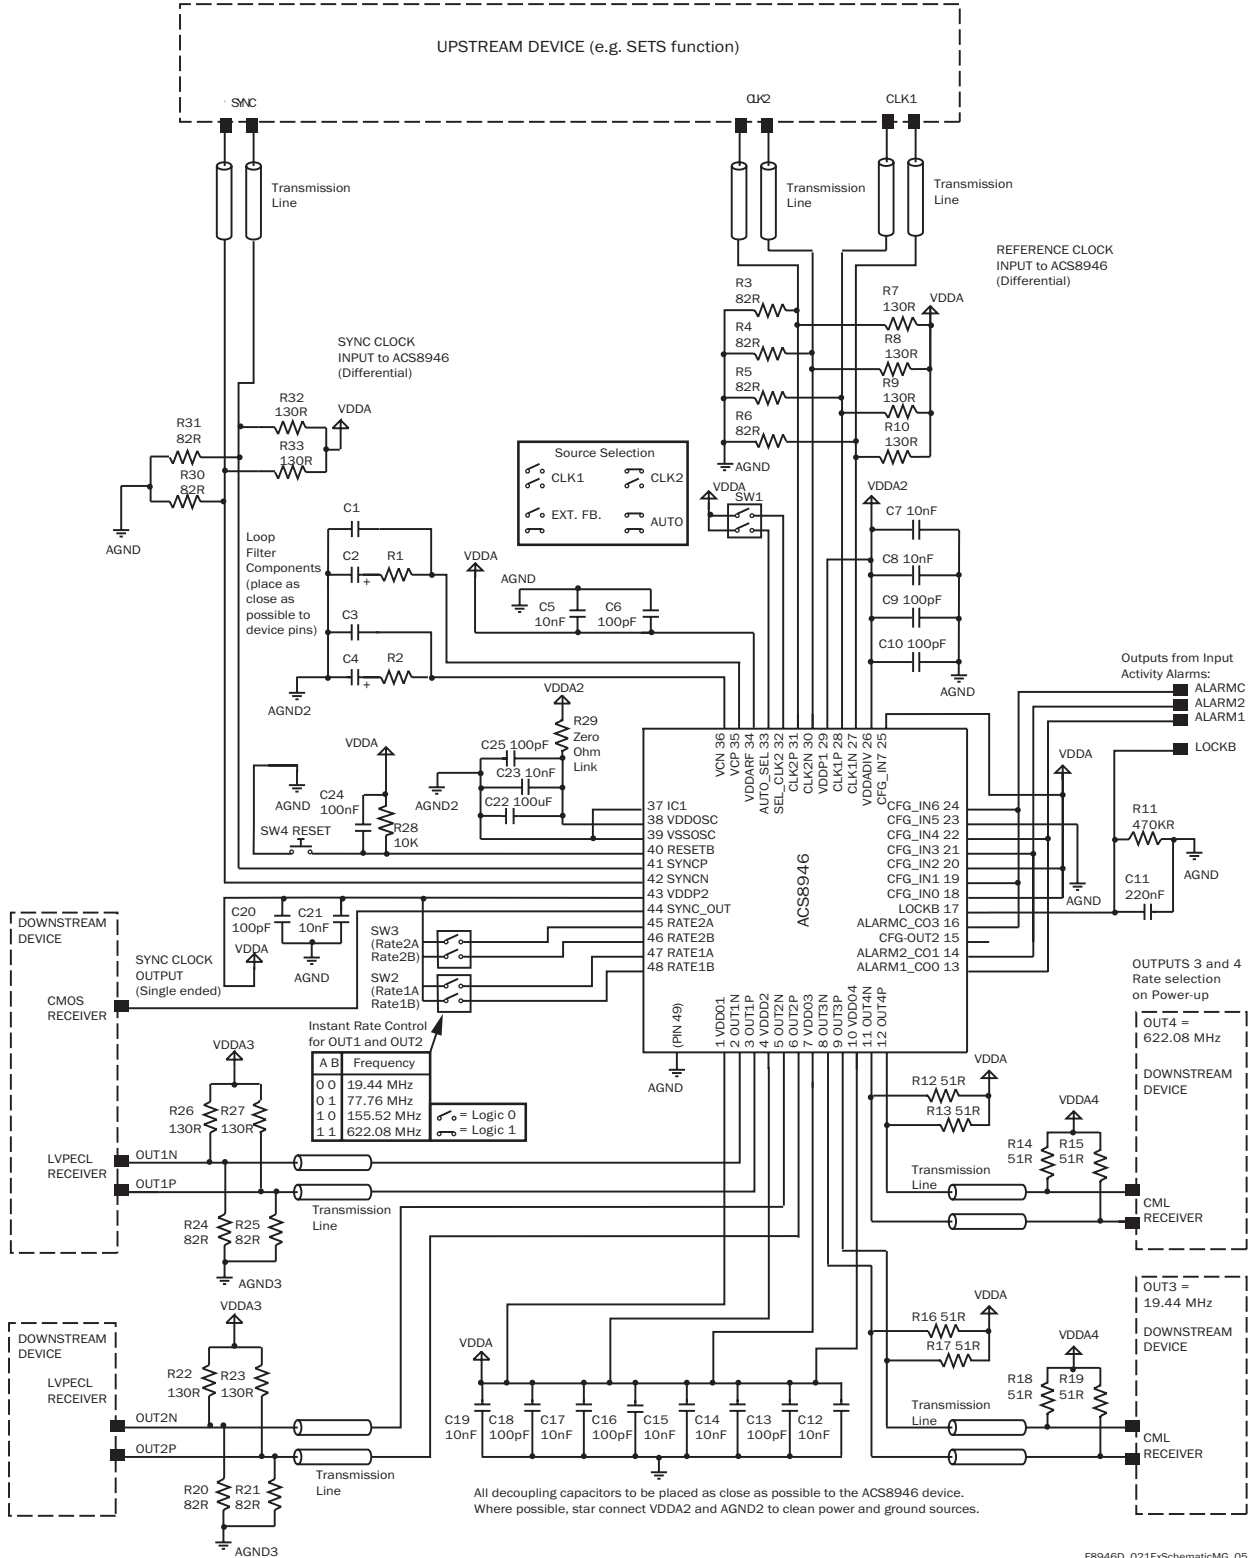 UPSTREAM DEVICE (e.g. SETS function)
SYNC
CLK2
CLK1
Transmission
Line
Transmission
Line
Transmission
Line
REFERENCE CLOCK
INPUT to ACS8946
(Differential)
R3
82R
R4
82R
R5
82R
R6
82R
AGND
R7
130R
VDDA
R8
130R
R9
130R
R10
130R
SYNC CLOCK
INPUT to ACS8946
(Differential)
R32
130R
VDDA
R31
82R
R33
130R
R30
82R
AGND
Source Selection
CLK1
CLK2
EXT. FB.
AUTO
VDDA
SW1
VDDA2
C7 10nF
C8 10nF
C9 100pF
C10 100pF
AGND
Loop
Filter
Components
(place as
close as
possible to
device pins)
C1
C2
R1
+
C3
C4
R2
+
AGND2
VDDA
AGND
C5
10nF
C6
100pF
Outputs from Input
Activity Alarms:
ALARMC
ALARM2
ALARM1
LOCKB
VDDA2
R29
Zero
Ohm
Link
C25 100pF
C23 10nF
C22 100uF
AGND2
VDDA
AGND
C24
100nF
SW4 RESET
R28
10K
VCN 36
VCP 35
VDDARF 34
AUTO_SEL 33
SEL_CLK2 32
CLK2P 31
CLK2N 30
VDDP1 29
CLK1P 28
CLK1N 27
VDDADIV 26
CFG_IN7 25
37 IC1
38 VDDOSC
39 VSSOSC
40 RESETB
41 SYNCP
42 SYNCN
43 VDDP2
44 SYNC_OUT
45 RATE2A
46 RATE2B
47 RATE1A
48 RATE1B
ACS8946
CFG_IN6 24
CFG_IN5 23
CFG_IN4 22
CFG_IN3 21
CFG_IN2 20
CFG_IN1 19
CFG_IN0 18
LOCKB 17
ALARMC_CO3 16
CFG-OUT2 15
ALARM2_CO1 14
ALARM1_CO0 13
(PIN 49)
1 VDDO1
2 OUT1N
3 OUT1P
4 VDDD2
5 OUT2N
6 OUT2P
7 VDDO3
8 OUT3N
9 OUT3P
10 VDDO4
11 OUT4N
12 OUT4P
AGND
VDDA
AGND
R11
470KR
AGND
C11
220nF
C20
100pF
C21
10nF
VDDA
AGND
SW3
(Rate2A
Rate2B)
SW2
(Rate1A
Rate1B)
DOWNSTREAM
DEVICE
SYNC CLOCK
OUTPUT
(Single ended)
CMOS
RECEIVER
Instant Rate Control
for OUT1 and OUT2
A B Frequency
0 0 19.44 MHz
0 1 77.76 MHz
1 0 155.52 MHz
1 1 622.08 MHz
= Logic 0
= Logic 1
VDDA3
R26
130R
R27
130R
LVPECL
RECEIVER
OUT1N
OUT1P
Transmission
Line
R24
82R
R25
82R
AGND3
OUTPUTS 3 and 4
Rate selection
on Power-up
OUT4 =
622.08 MHz
DOWNSTREAM
DEVICE
CML
RECEIVER
VDDA
R12 51R
R13 51R
VDDA4
R14
51R
R15
51R
Transmission
Line
VDDA3
R22
130R
R23
130R
DOWNSTREAM
DEVICE
LVPECL
RECEIVER
OUT2N
OUT2P
Transmission
Line
R20
82R
R21
82R
AGND3
VDDA
C19
10nF
C18
100pF
C17
10nF
C16
100pF
C15
10nF
C14
10nF
C13
100pF
C12
10nF
VDDA
R16 51R
R17 51R
VDDA4
R18
51R
R19
51R
Transmission
Line
OUT3 =
19.44 MHz
DOWNSTREAM
DEVICE
CML
RECEIVER
All decoupling capacitors to be placed as close as possible to the ACS8946 device.
Where possible, star connect VDDA2 and AGND2 to clean power and ground sources.
F8946D_021ExSchematicMG_05